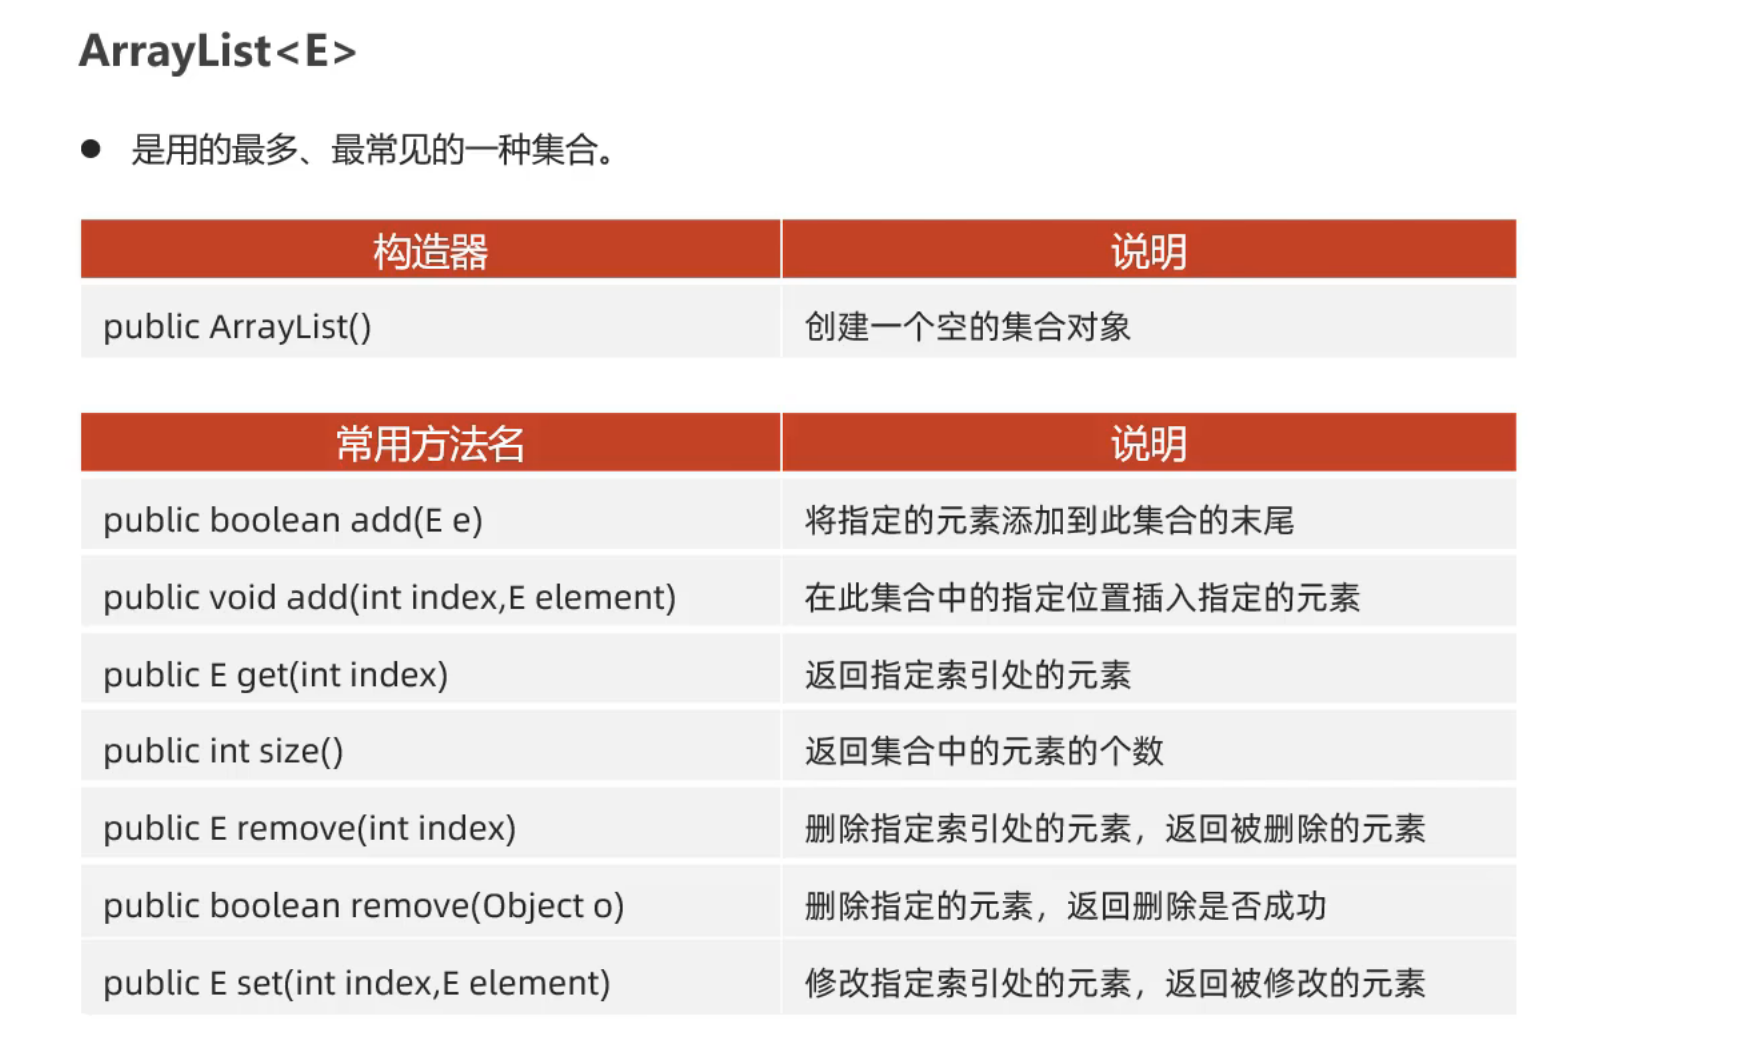 ArrayList<E>
● 是用的最多、最常见的一种集合。
构造器 说明
public ArrayList() 创建一个空的集合对象
常用方法名 说明
public boolean add(E e) 将指定的元素添加到此集合的末尾
public void add(int index,E element) 在此集合中的指定位置插入指定的元素
public E get(int index) 返回指定索引处的元素
public int size() 返回集合中的元素的个数
public E remove(int index) 删除指定索引处的元素，返回被删除的元素
public boolean remove(Object o) 删除指定的元素，返回删除是否成功
public E set(int index,E element) 修改指定索引处的元素，返回被修改的元素